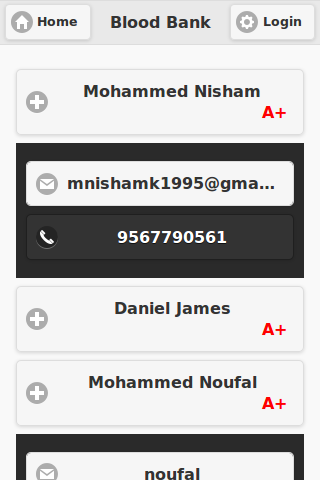 Home
Blood Bank
Login
Mohammed Nisham
A+
mnishamk1995@gma...
9567790561
Daniel James
A+
Mohammed Noufal
A+
noufal